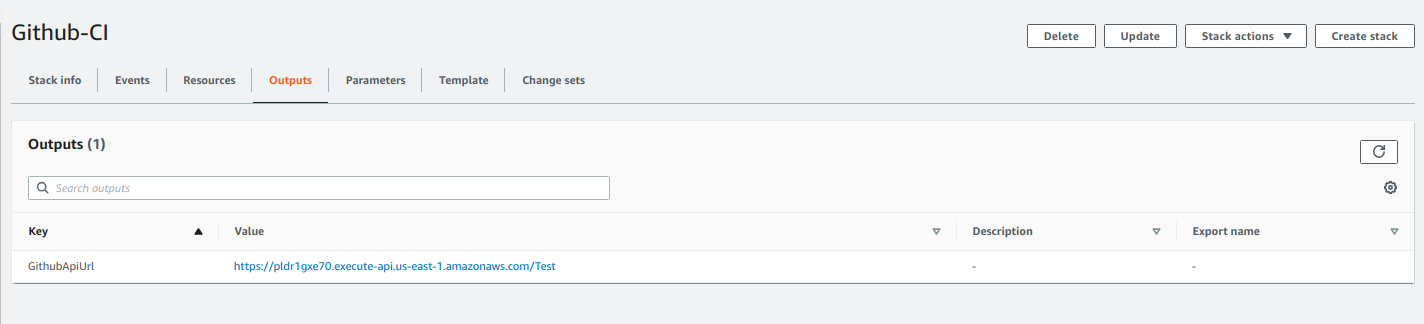 Github-CI
Delete
Update
Stack actions
Create stack
Stack info
Events
Resources
Outputs
Parameters
Template
Change sets
Outputs (1)
Search outputs
Key
Value
Description
Export name
GithubApiUrl
https://pldr1gxe70.execute-api.us-east-1.amazonaws.com/Test
-
-